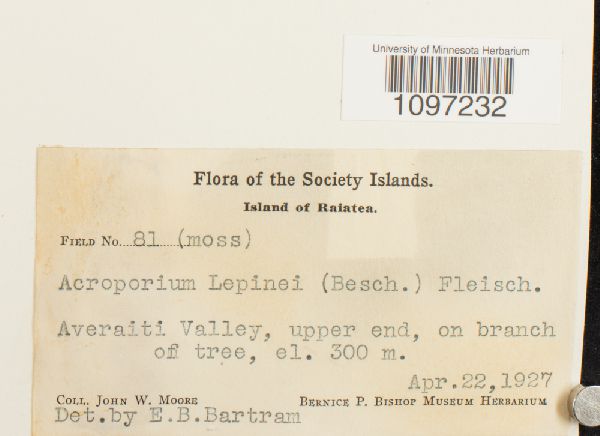 University of Minnesota Herbarium
1097232
Flora of the Society Islands.
Island of Raiatea.
Field No. 81 (moss)
Acroporium Lepinei (Besch.) Fleisch.
Averaiti Valley, upper end, on branch
of tree, el. 300 m.
Apr.22,1927
Coll. John W. Moore Bernice P. Bishop Museum Herbarium
Det.by E.B.Bartram